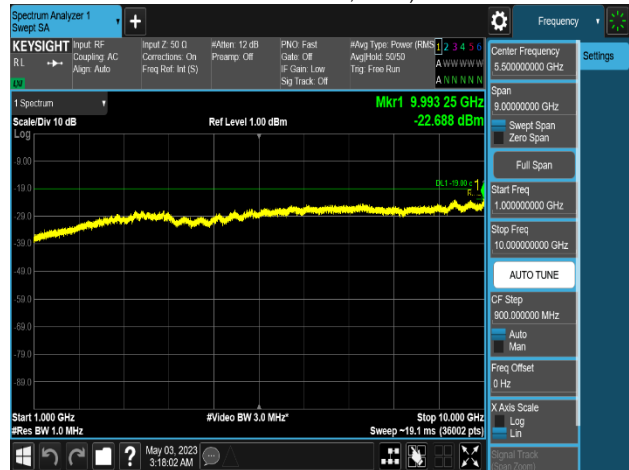 Spectrum Analyzer 1
Swept SA
+
Frequency
KEYSIGHT
Input: RF
Input Z: 50 Ω
#Atten: 12 dB
PNO: Fast
#Avg Type: Power (RMS
1 2 3 4 5 6
RL
Coupling: AC
Corrections: On
Preamp: Off
Gate: Off
Avg|Hold: 50/50
A W W W W W
Align: Auto
Freq Ref: Int (S)
IF Gain: Low
Trig: Free Run
Sig Track: Off
A N N N N N
Center Frequency
5.500000000 GHz
Settings
Span
9.00000000 GHz
Swept Span
Zero Span
Full Span
Start Freq
1.000000000 GHz
Stop Freq
10.000000000 GHz
AUTO TUNE
CF Step
900.000000 MHz
Auto
Man
Freq Offset
0 Hz
X Axis Scale
Log
Lin
Signal Track
(Span Zoom)
1 Spectrum
Mkr1 9.993 25 GHz
Scale/Div 10 dB
Ref Level 1.00 dBm
-22.688 dBm
Log
-9.00
-19.0
DL1 -19.00
1
-29.0
-39.0
-49.0
-59.0
-69.0
-79.0
-89.0
Start 1.000 GHz
#Video BW 3.0 MHz*
Stop 10.000 GHz
#Res BW 1.0 MHz
Sweep ~19.1 ms (36002 pts)
?
May 03, 2023
3:18:02 AM